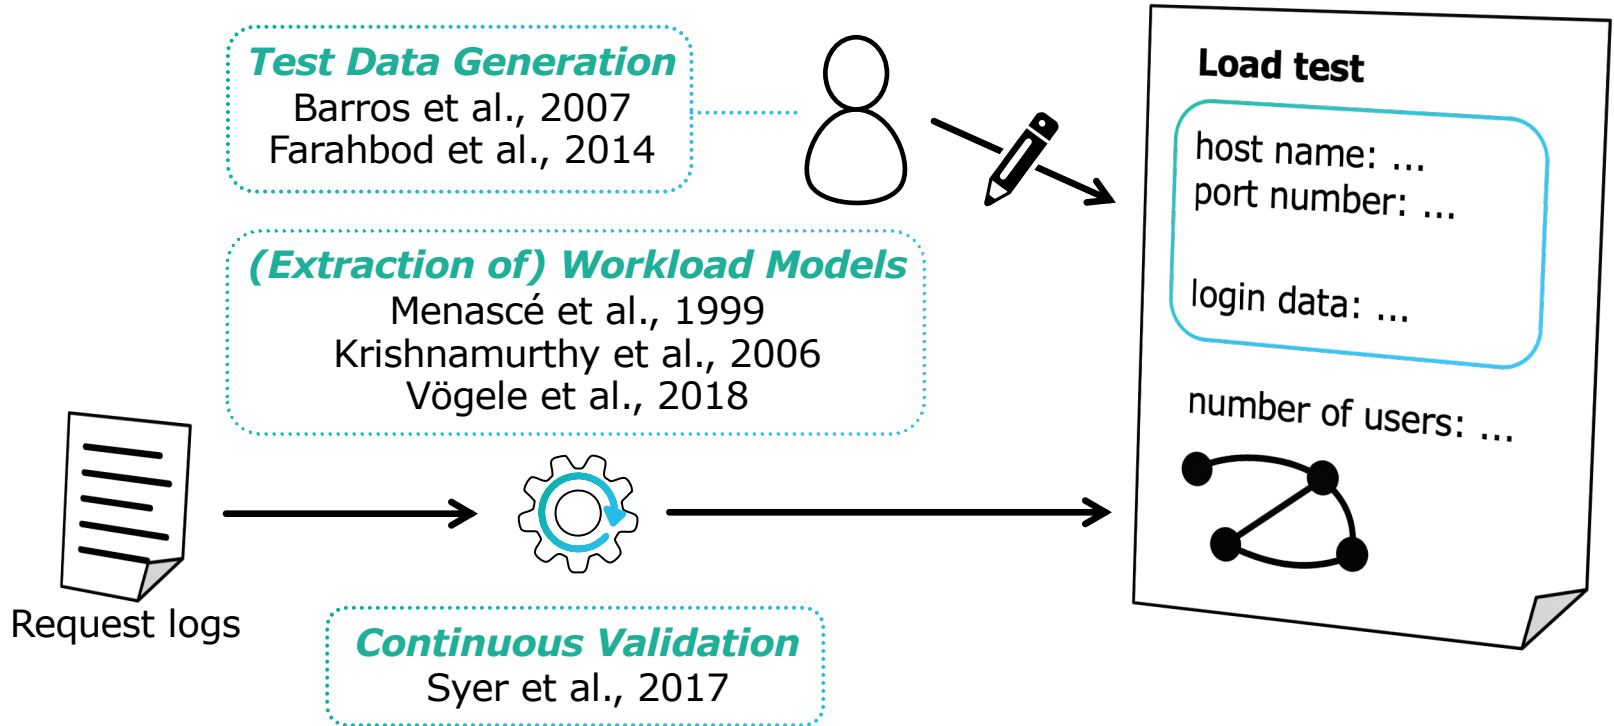 Test Data Generation
Barros et al., 2007
Farahbod et al., 2014
(Extraction of) Workload Models
Menascé et al., 1999
Krishnamurthy et al., 2006
Vögele et al., 2018
Request logs
Continuous Validation
Syer et al., 2017
Load test
host name: ...
port number: ...
login data: ...
number of users: ...